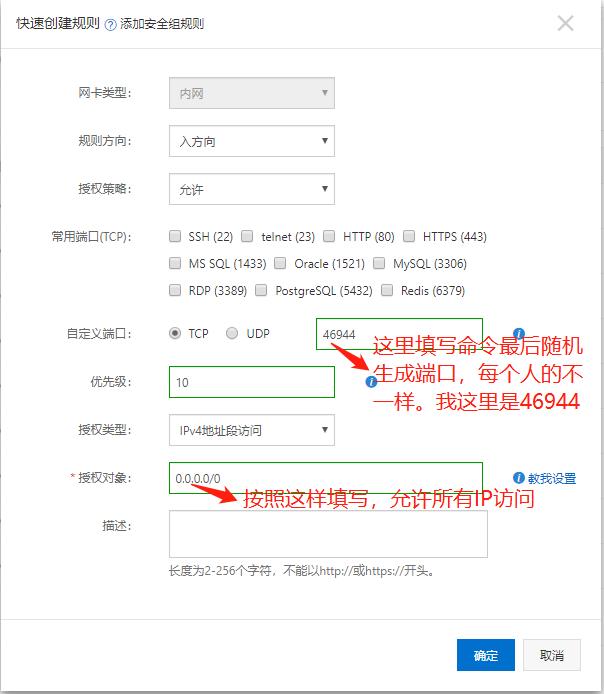 快速创建规则 ? 添加安全组规则
网卡类型: 内网
规则方向: 入方向
授权策略: 允许
常用端口(TCP): SSH (22) telnet (23) HTTP (80) HTTPS (443)
MS SQL (1433) Oracle (1521) MySQL (3306)
RDP (3389) PostgreSQL (5432) Redis (6379)
自定义端口: TCP UDP 46944
这里填写命令最后随机
生成端口，每个人的不
一样。我这里是46944
优先级: 10
授权类型: IPv4地址段访问
* 授权对象: 0.0.0.0/0 教我设置
按照这样填写，允许所有IP访问
描述:
长度为2-256个字符，不能以http://或https://开头。
确定 取消